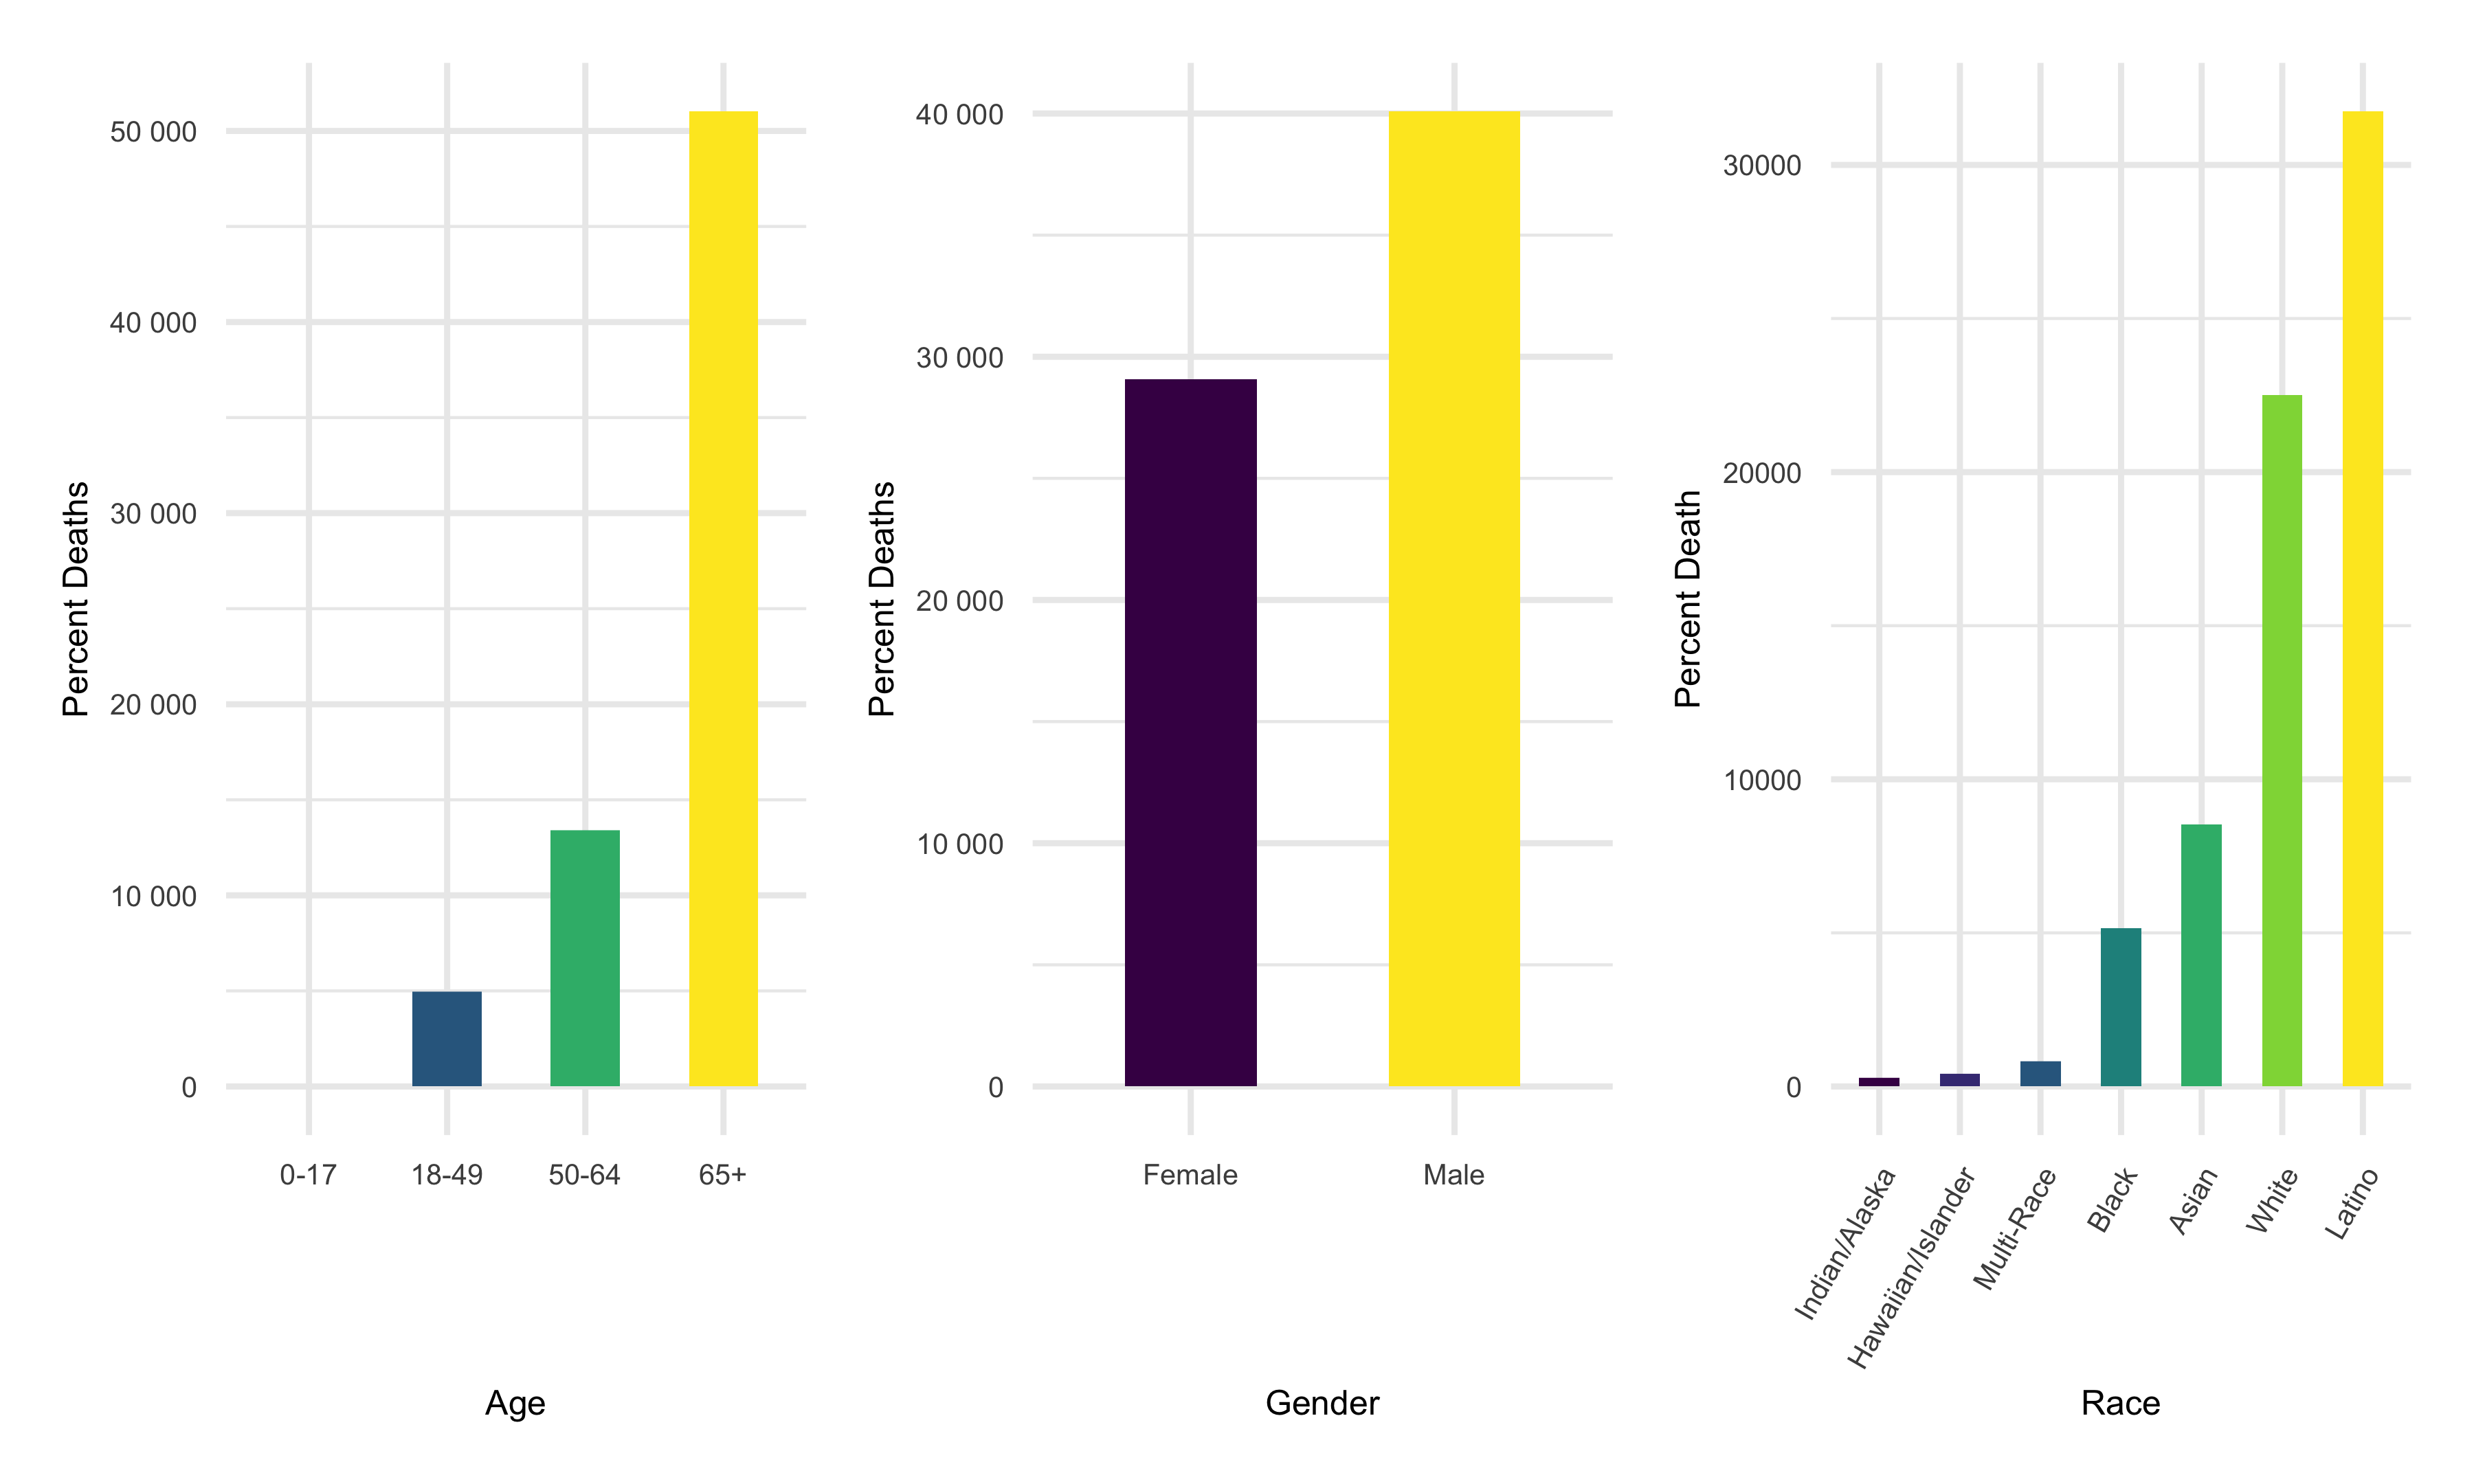 Percent Deaths
50 000
40 000
30 000
20 000
10 000
0
0-17
18-49
50-64
65+
Age
Percent Deaths
40 000
30 000
20 000
10 000
0
Female
Male
Gender
Percent Death
30000
20000
10000
0
Indian/Alaska
Hawaiian/Islander
Multi-Race
Black
Asian
White
Latino
Race